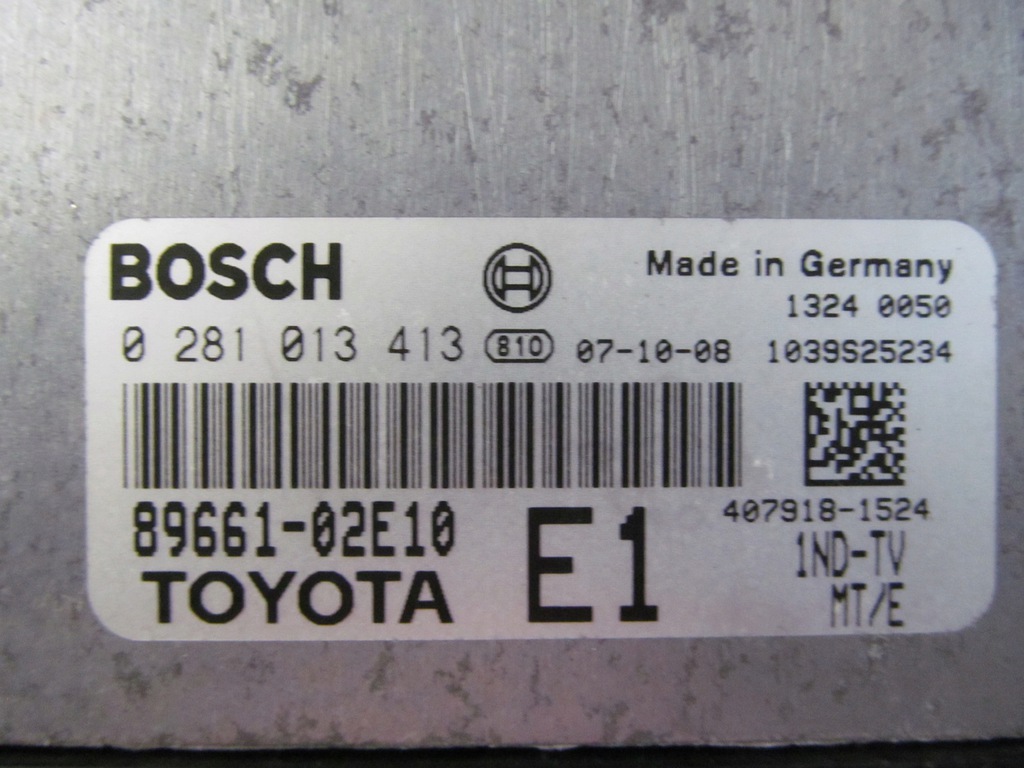 BOSCH Made in Germany
1324 0050
0 281 013 413 810 07-10-08 1039S25234
89661-02E10 E1 407918-1524
TOYOTA 1ND-TV
MT/E